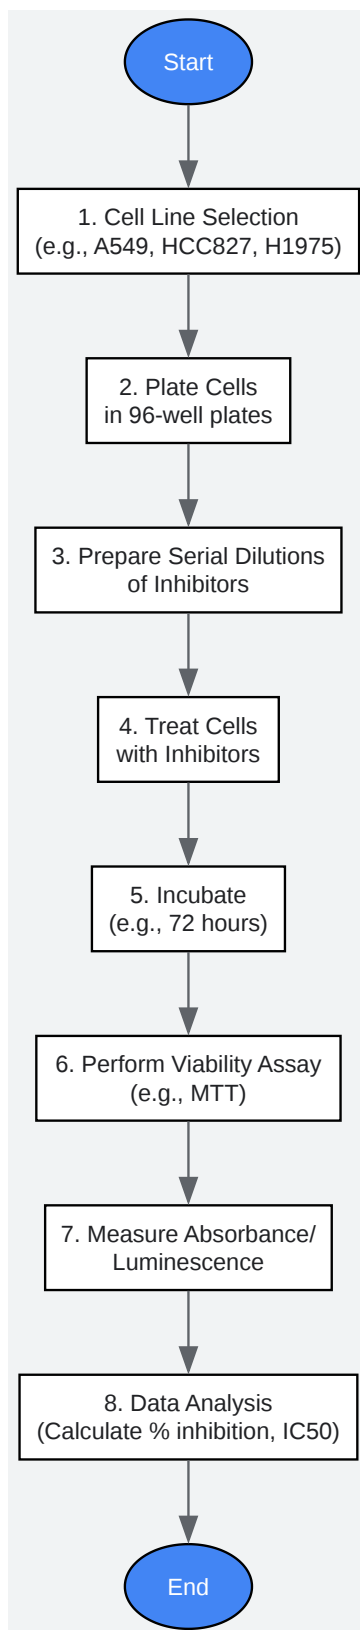 Start
1. Cell Line Selection
(e.g., A549, HCC827, H1975)
2. Plate Cells
in 96-well plates
3. Prepare Serial Dilutions
of Inhibitors
4. Treat Cells
with Inhibitors
5. Incubate
(e.g., 72 hours)
6. Perform Viability Assay
(e.g., MTT)
7. Measure Absorbance/
Luminescence
8. Data Analysis
(Calculate % inhibition, IC50)
End